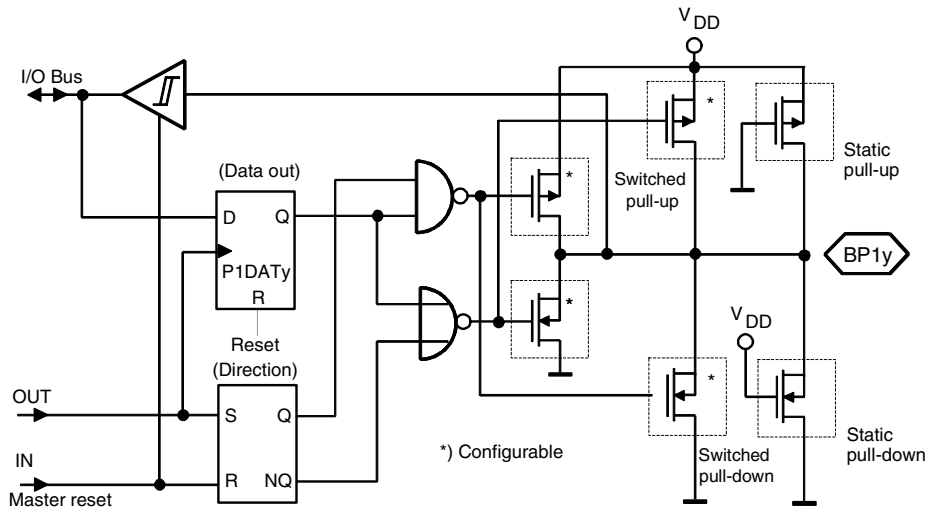 V DD
I/O Bus
*
(Data out)
*
Switched
pull-up
Static
pull-up
D
Q
P1DATy
R
BP1y
*
V DD
Reset
(Direction)
OUT
S
Q
*
*) Configurable
IN
Master reset
R
NQ
Switched
pull-down
Static
pull-down